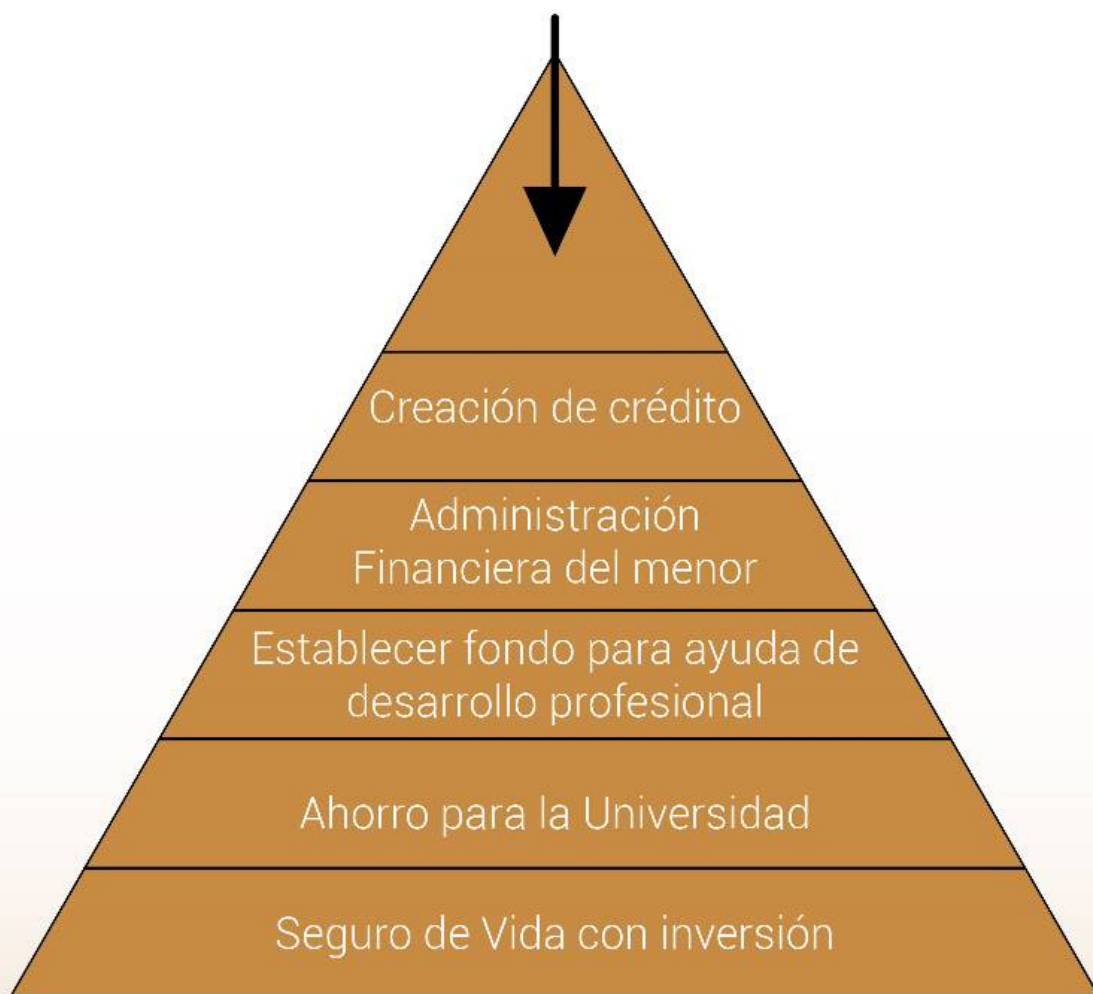 Creación de crédito
Administración
Financiera del menor
Establecer fondo para ayuda de
desarrollo profesional
Ahorro para la Universidad
Seguro de Vida con inversión